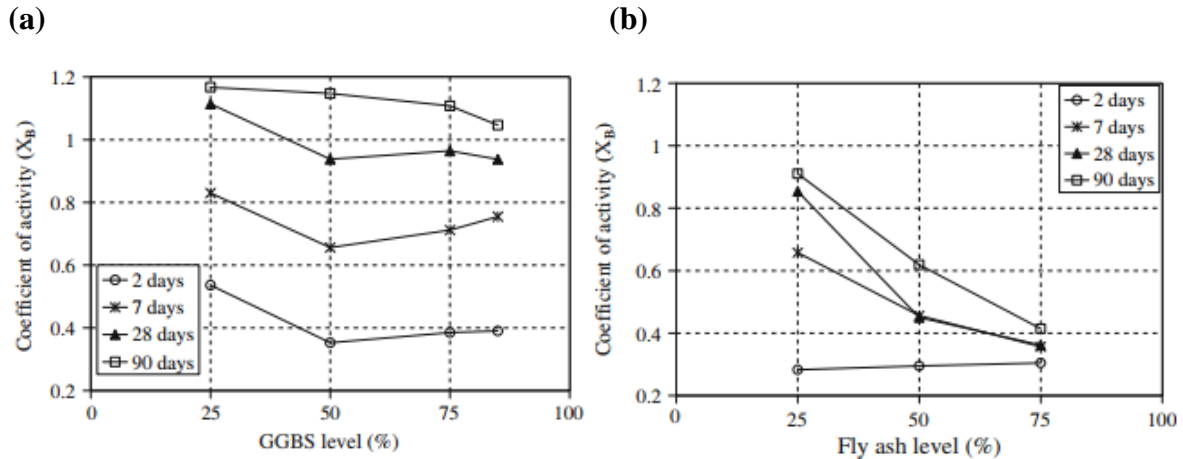 (a)
(b)
Coefficient of activity (X_B)
1.2
1
0.8
0.6
0.4
0.2
2 days
7 days
28 days
90 days
0
25
50
75
100
GGBS level (%)
Coefficient of activity (X_B)
1.2
1
0.8
0.6
0.4
0.2
2 days
7 days
28 days
90 days
0
25
50
75
100
Fly ash level (%)